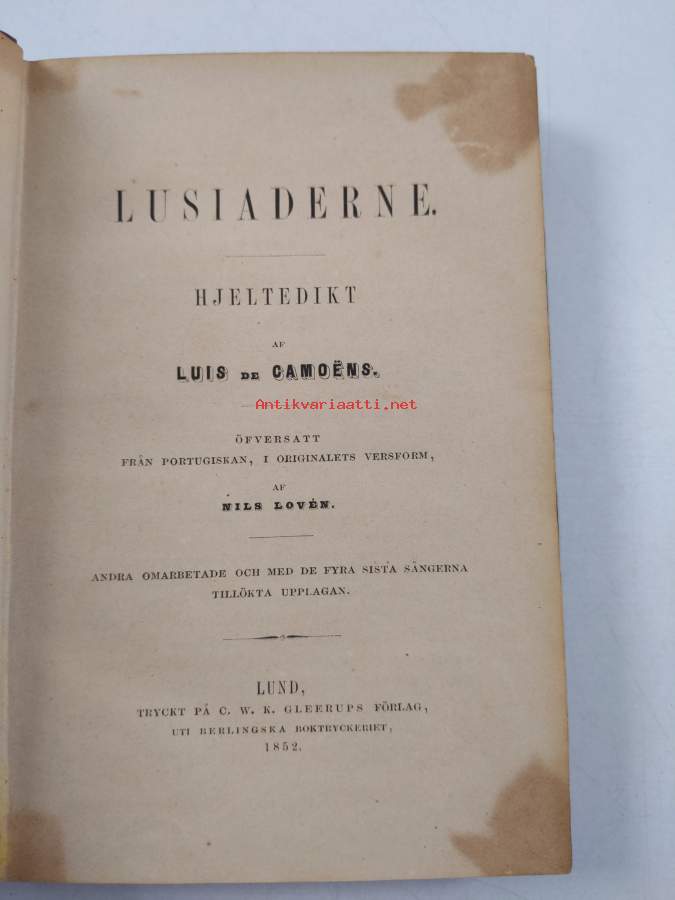 LUSIADERNE.
HJELTEDIKT
AF
LUIS DE CAMOËNS.
Antikvariaatti.net
ÖFVERSATT
FRÅN PORTUGISKAN, I ORIGINALETS VERSFORM,
AF
NILS LOVÉN.
ANDRA OMARBETADE OCH MED DE FYRA SISTA SÅNGERNA
TILLÖKTA UPPLAGAN.
LUND,
TRYCKT PÅ C. W. K. GLEERUPS FÖRLAG,
UTI BERLINGSKA BOKTRYCKERIET,
1852.